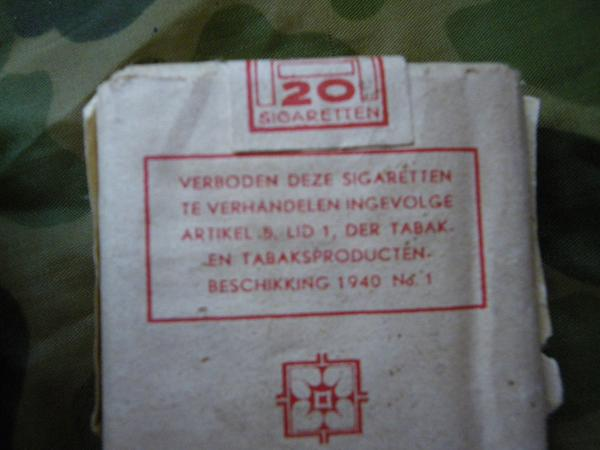 20
SIGARETTEN
VERBODEN DEZE SIGARETTEN
TE VERHANDELEN INGEVOLGE
ARTIKEL 5, LID 1, DER TABAK-
EN TABAKSPRODUCTEN-
BESCHIKKING 1940 No. 1